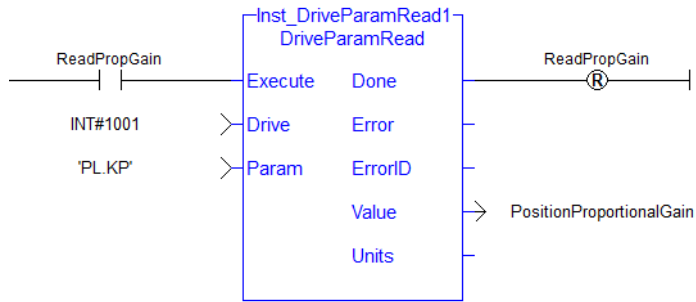 Inst_DriveParamRead1
DriveParamRead
ReadPropGain
ReadPropGain
Execute Done
R
INT#1001
Drive Error
'PL.KP'
Param ErrorID
Value
PositionProportionalGain
Units